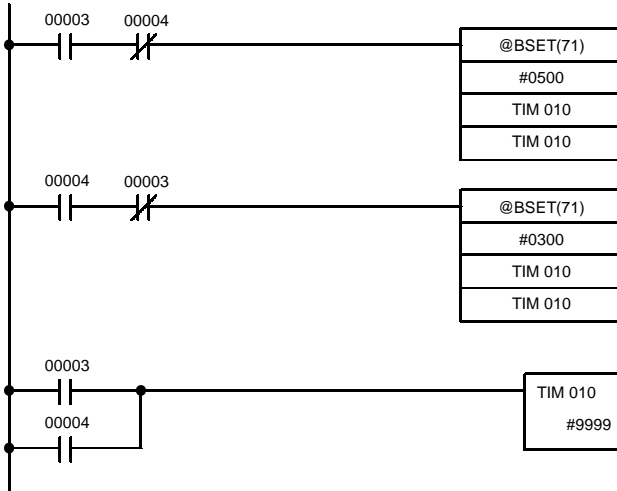 00003 00004
@BSET(71)
#0500
TIM 010
TIM 010
00004 00003
@BSET(71)
#0300
TIM 010
TIM 010
00003
TIM 010
00004
#9999